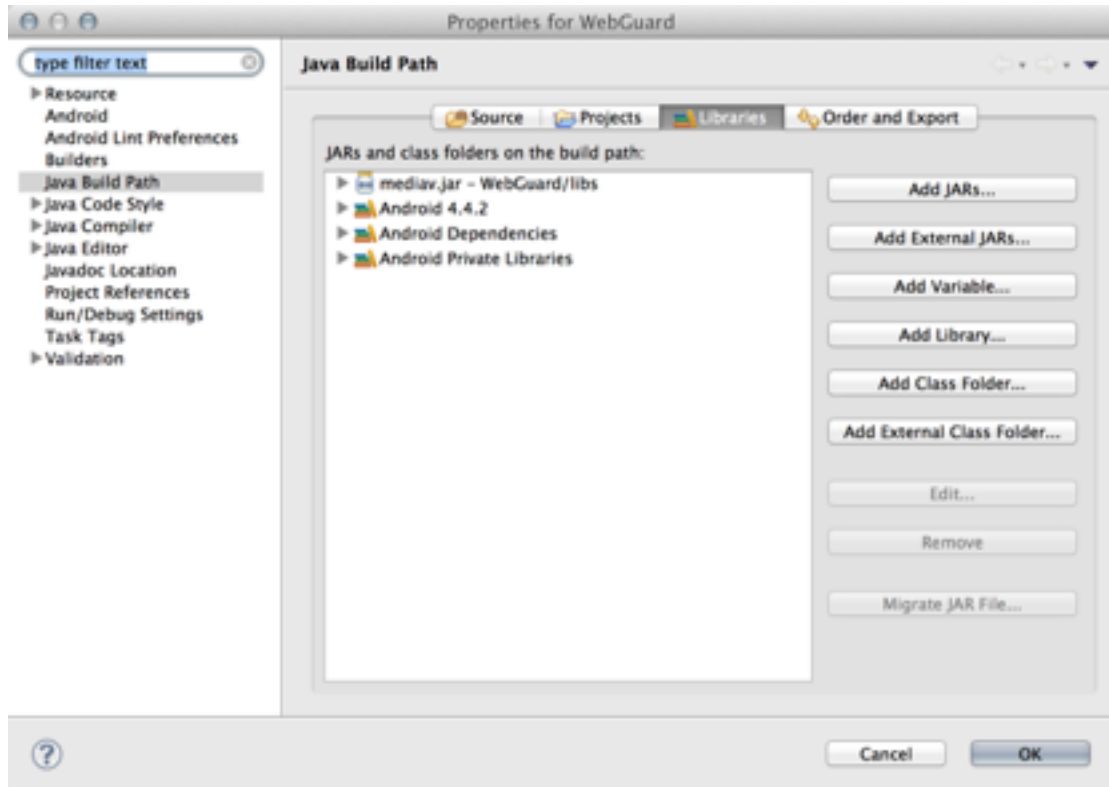 Properties for WebGuard
type filter text
Resource
Android
Android Lint Preferences
Builders
Java Build Path
Java Code Style
Java Compiler
Java Editor
Javadoc Location
Project References
Run/Debug Settings
Task Tags
Validation
Java Build Path
Source Projects Libraries Order and Export
JARs and class folders on the build path:
mediav.jar – WebGuard/libs
Android 4.4.2
Android Dependencies
Android Private Libraries
Add JARs...
Add External JARs...
Add Variable...
Add Library...
Add Class Folder...
Add External Class Folder...
Edit...
Remove
Migrate JAR File...
?
Cancel OK